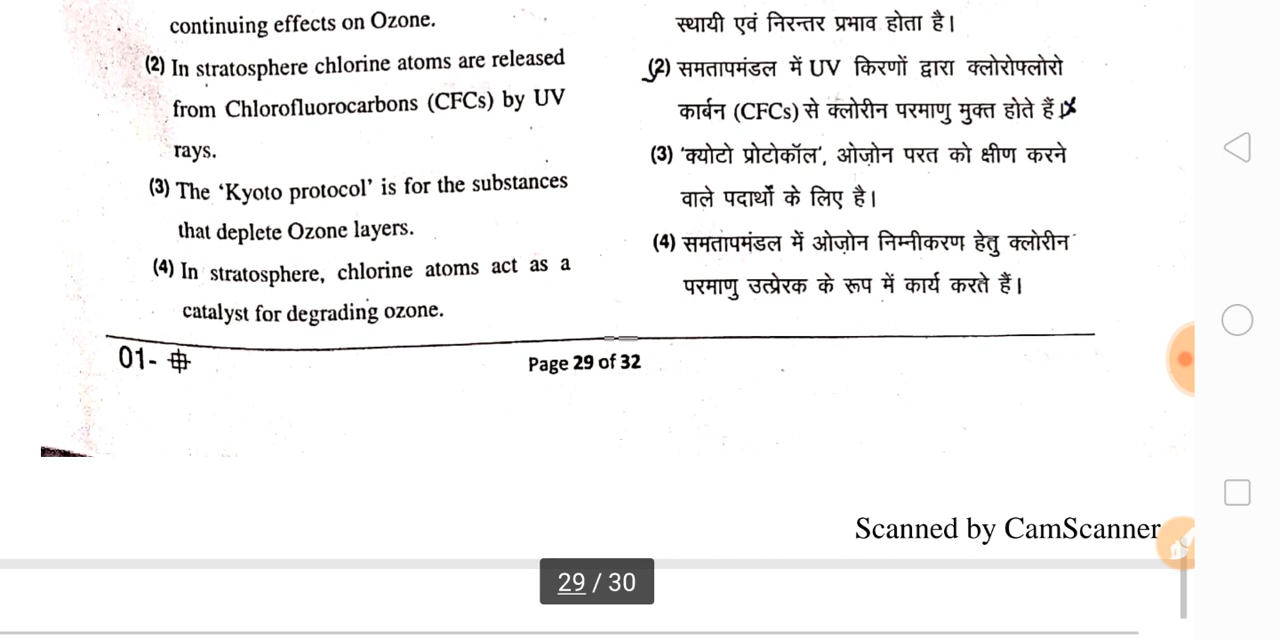 continuing effects on Ozone.
(2) In stratosphere chlorine atoms are released
from Chlorofluorocarbons (CFCs) by UV
rays.
(3) The ‘Kyoto protocol’ is for the substances
that deplete Ozone layers.
(4) In stratosphere, chlorine atoms act as a
catalyst for degrading ozone.
स्थायी एवं निरन्तर प्रभाव होता है।
(2) समतापमंडल में UV किरणों द्वारा क्लोरोफ्लोरो
कार्बन (CFCs) से क्लोरीन परमाणु मुक्त होते हैं।
(3) ‘क्योटो प्रोटोकॉल’, ओज़ोन परत को क्षीण करने
वाले पदार्थों के लिए है।
(4) समतापमंडल में ओज़ोन निम्नीकरण हेतु क्लोरीन
परमाणु उत्प्रेरक के रूप में कार्य करते हैं।
01-
Page 29 of 32
Scanned by CamScanner
29 / 30